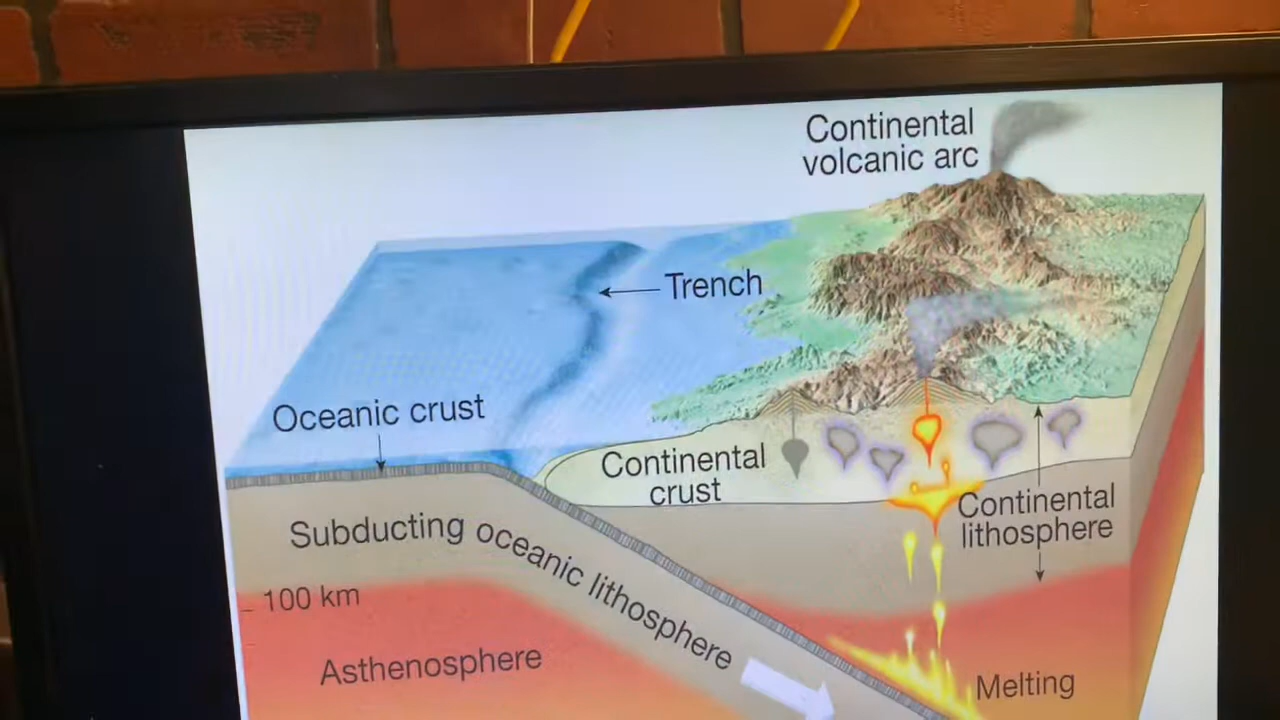 Continental
volcanic arc
Trench
Oceanic crust
Continental
crust
Continental
lithosphere
Subducting oceanic lithosphere
100 km
Asthenosphere
Melting